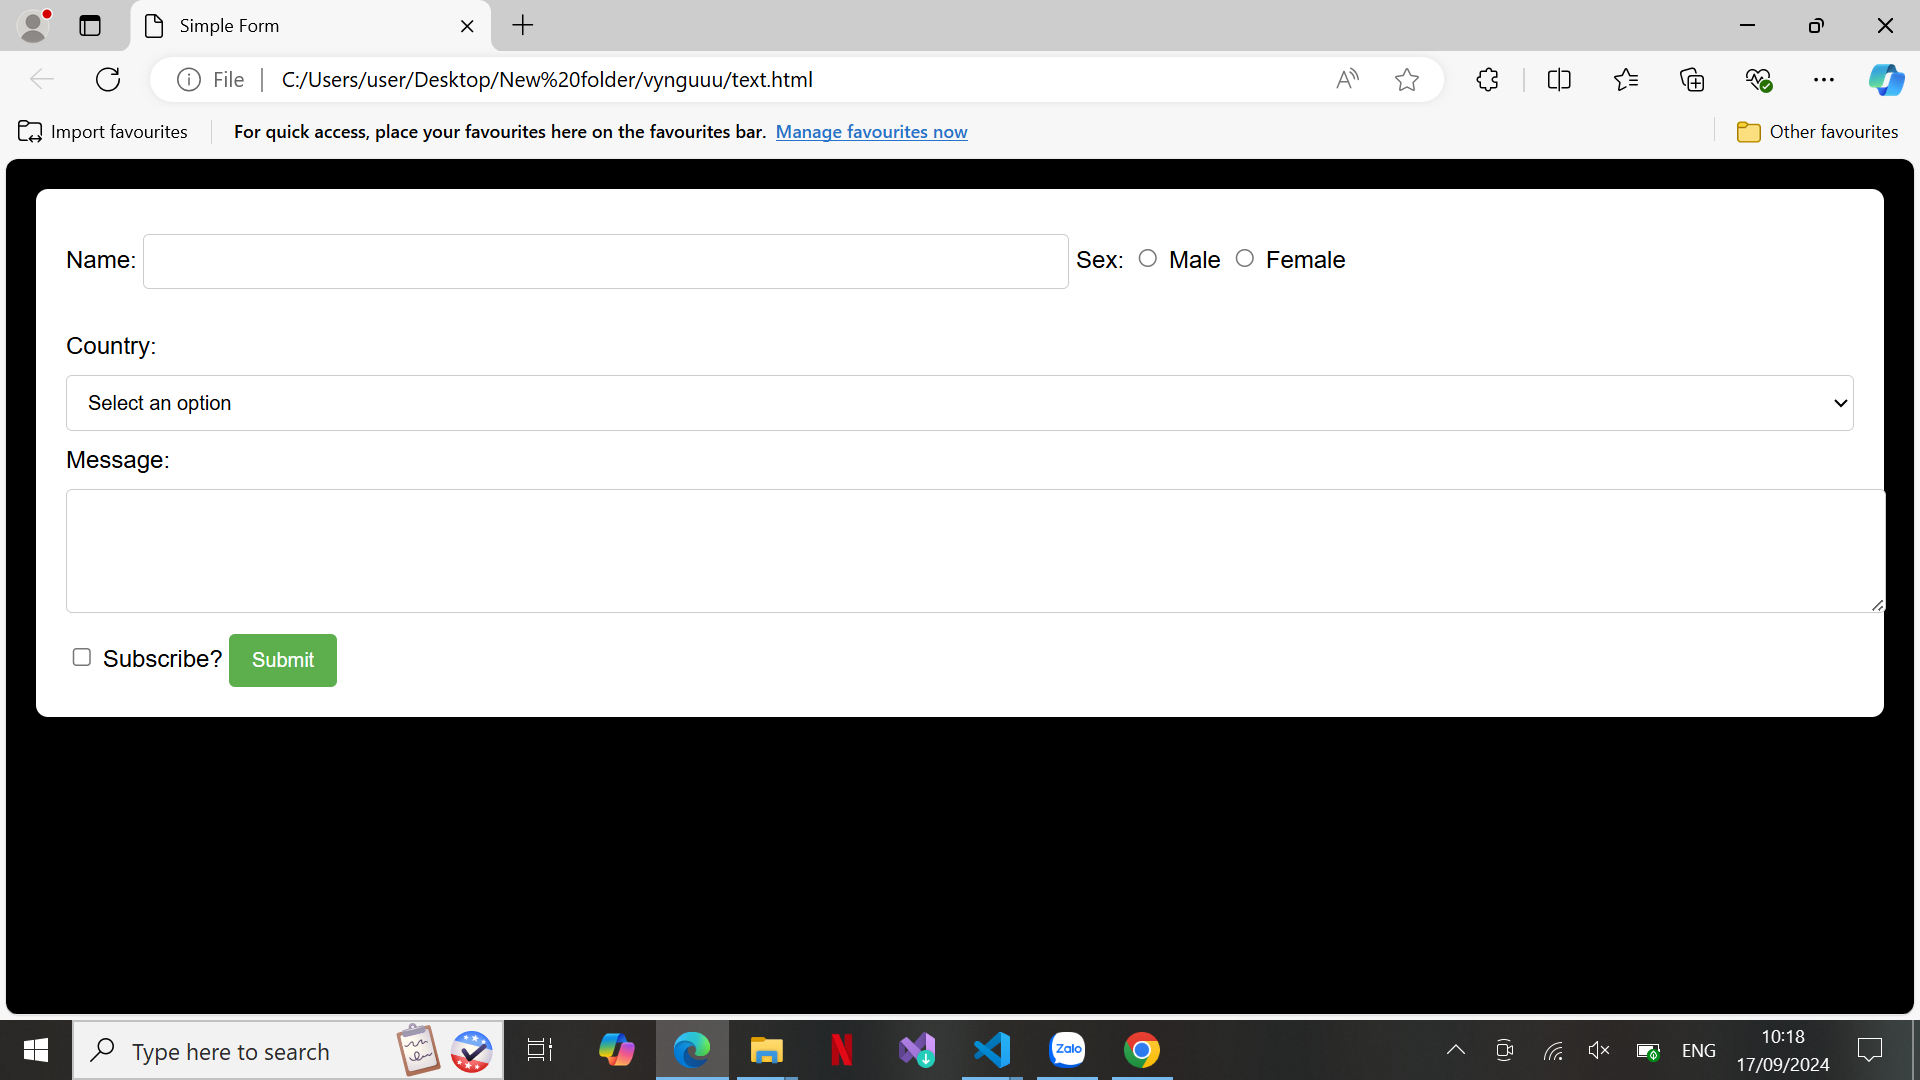 Simple Form
File
C:/Users/user/Desktop/New%20folder/vynguuu/text.html
Import favourites
For quick access, place your favourites here on the favourites bar. Manage favourites now
Other favourites
Name:
Sex: Male Female
Country:
Select an option
Message:
Subscribe? Submit
Type here to search
Zalo
ENG
10:18
17/09/2024